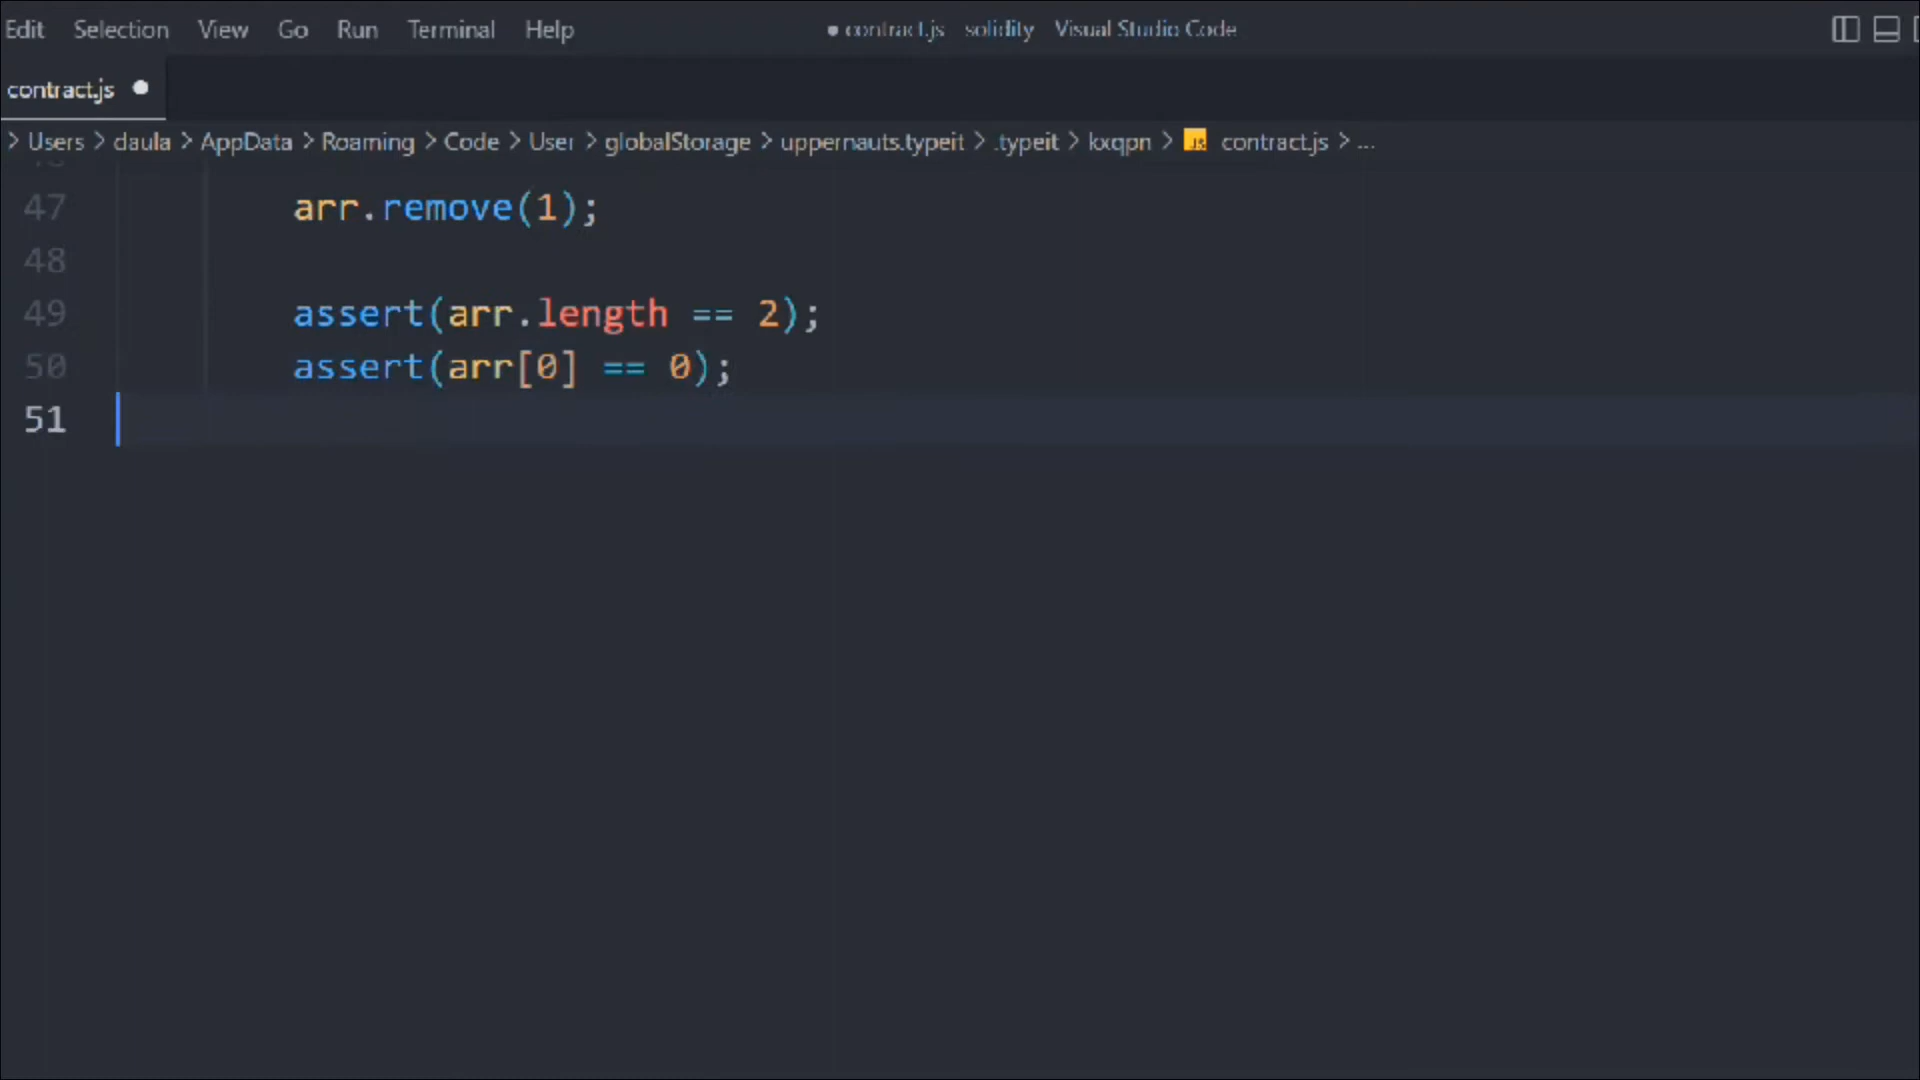 Edit Selection View Go Run Terminal Help ● contract.js solidity Visual Studio Code
contract.js ●
> Users > daula > AppData > Roaming > Code > User > globalStorage > uppernauts.typeit > .typeit > kxqpn > JS contract.js > ...
47 arr.remove(1);
48
49 assert(arr.length == 2);
50 assert(arr[0] == 0);
51